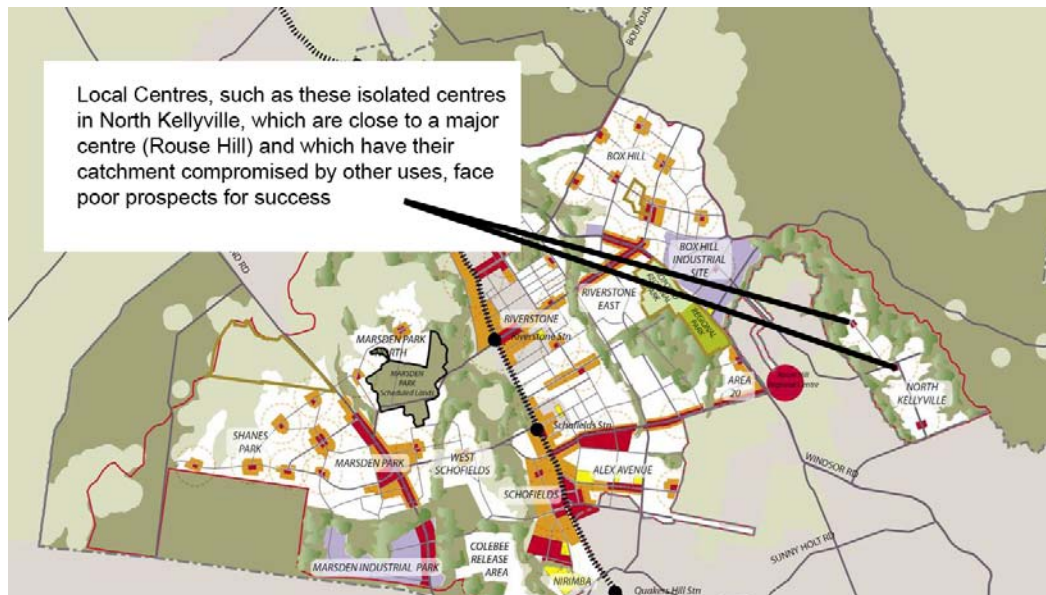 BOUNDAR
Local Centres, such as these isolated centres
in North Kellyville, which are close to a major
centre (Rouse Hill) and which have their
catchment compromised by other uses, face
poor prospects for success
BOX HILL
ND RD
BOX HILL
INDUSTRIAL
SITE
RIVERSTONE
EAST
REGIONAL
PARK
RIVERSTONE
Riverstone Stn
MARSDEN PARK
NORTH
MARSDEN
PARK
Scheduled Lands
AREA
20
NORTH
KELLYVILLE
SHANES
PARK
MARSDEN PARK
WEST
SCHOFIELDS
Schofields Stn
ALEX AVENUE
WINDSOR RD
SCHOFIELDS
SUNNY HOLT RD
COLEBEE
RELEASE
AREA
MARSDEN INDUSTRIAL PARK
NIRIMBA
Quakers Hill Stn